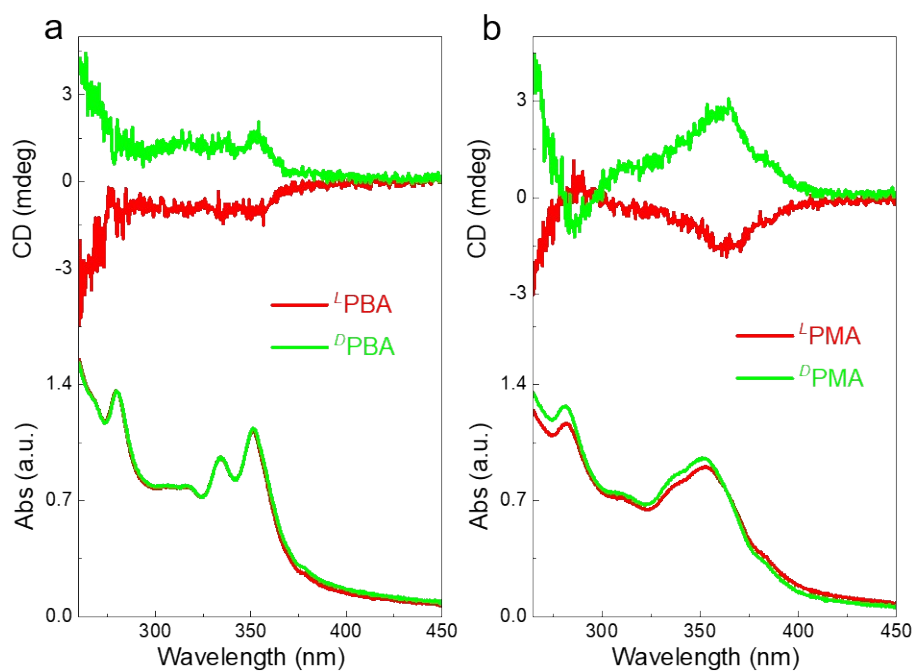 a
CD (mdeg)
3
0
-3
ᴸPBA
ᴰPBA
Abs (a.u.)
1.4
0.7
0.0
300 350 400 450
Wavelength (nm)
b
CD (mdeg)
3
0
-3
ᴸPMA
ᴰPMA
Abs (a.u.)
1.4
0.7
0.0
300 350 400 450
Wavelength (nm)